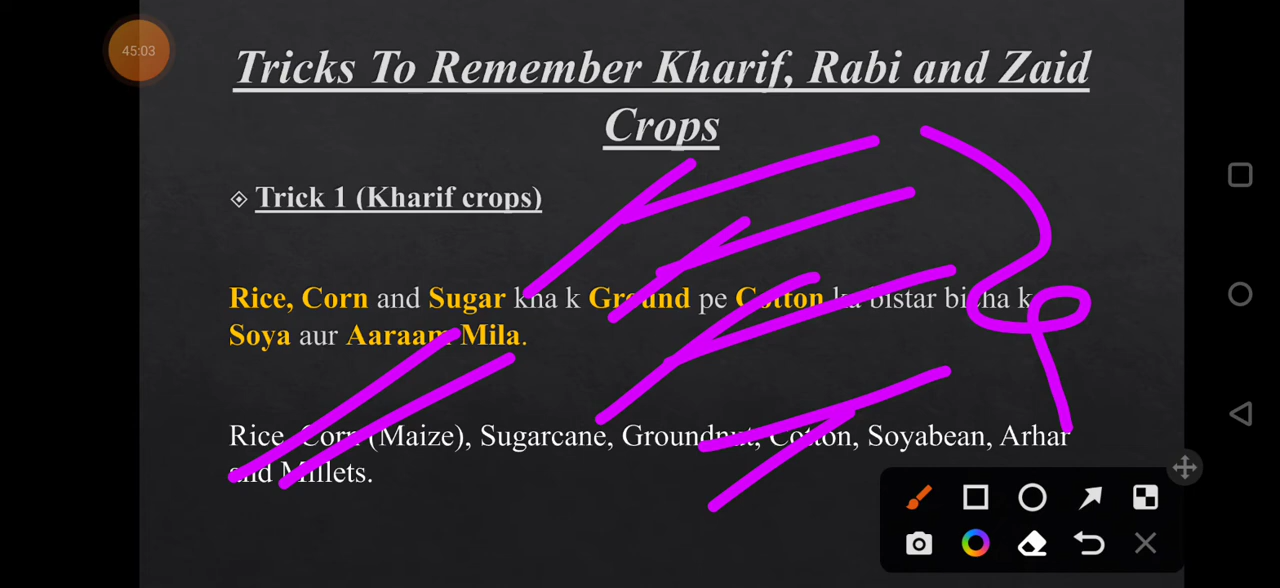 45:03
Tricks To Remember Kharif, Rabi and Zaid
Crops
Trick 1 (Kharif crops)
Rice, Corn and Sugar kha k Ground pe Cotton ka bistar bicha k
Soya aur Aaraam Mila.
Rice, Corn (Maize), Sugarcane, Groundnut, Cotton, Soyabean, Arhar
and Millets.